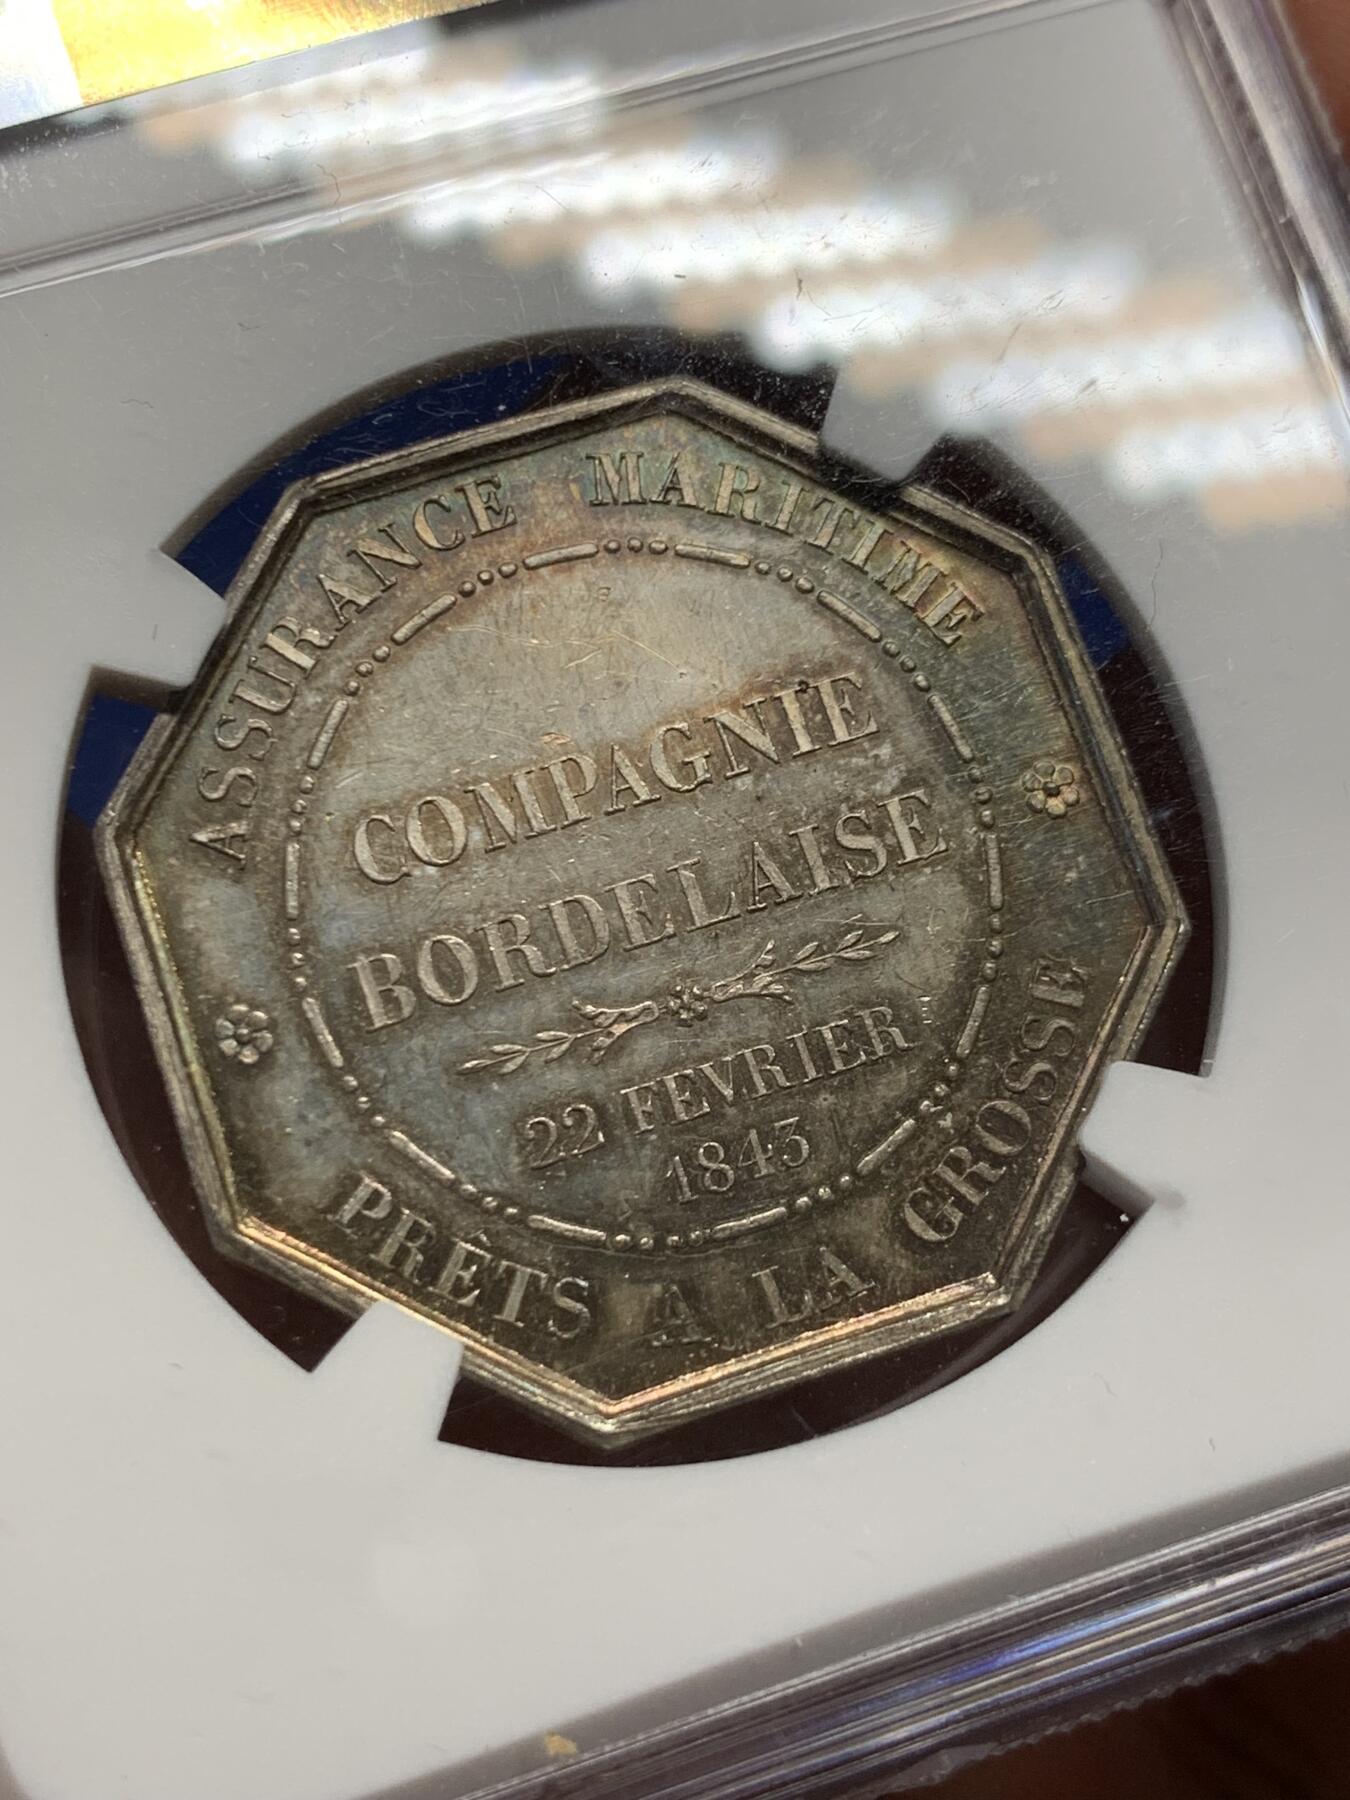 ASSURANCE MARITIME
COMPAGNIE
BORDELAISE
22 FEVRIER
1843
PRÊTS A LA GROSSE